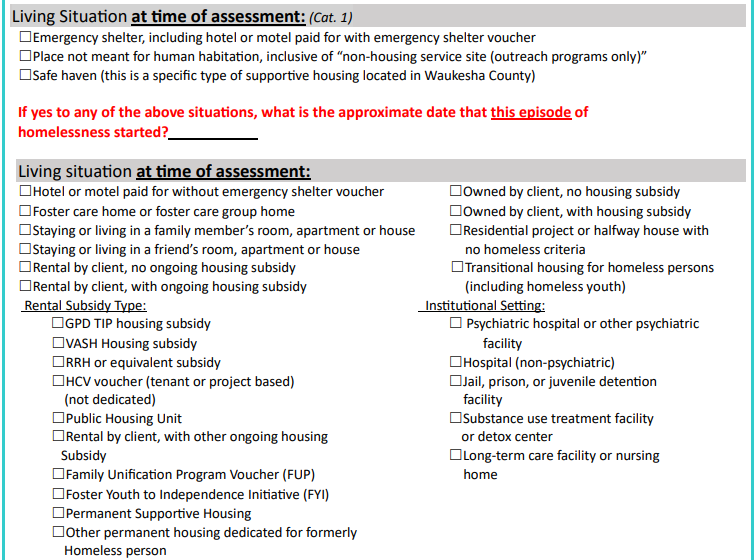 Living Situation at time of assessment: (Cat. 1)
☐Emergency shelter, including hotel or motel paid for with emergency shelter voucher
☐Place not meant for human habitation, inclusive of “non-housing service site (outreach programs only)”
☐Safe haven (this is a specific type of supportive housing located in Waukesha County)
If yes to any of the above situations, what is the approximate date that this episode of
homelessness started?____________
Living situation at time of assessment:
☐Hotel or motel paid for without emergency shelter voucher
☐Foster care home or foster care group home
☐Staying or living in a family member’s room, apartment or house
☐Staying or living in a friend’s room, apartment or house
☐Rental by client, no ongoing housing subsidy
☐Rental by client, with ongoing housing subsidy
Rental Subsidy Type:
☐GPD TIP housing subsidy
☐VASH Housing subsidy
☐RRH or equivalent subsidy
☐HCV voucher (tenant or project based)
(not dedicated)
☐Public Housing Unit
☐Rental by client, with other ongoing housing
Subsidy
☐Family Unification Program Voucher (FUP)
☐Foster Youth to Independence Initiative (FYI)
☐Permanent Supportive Housing
☐Other permanent housing dedicated for formerly
Homeless person
☐Owned by client, no housing subsidy
☐Owned by client, with housing subsidy
☐Residential project or halfway house with
no homeless criteria
☐Transitional housing for homeless persons
(including homeless youth)
Institutional Setting:
☐ Psychiatric hospital or other psychiatric
facility
☐Hospital (non-psychiatric)
☐Jail, prison, or juvenile detention
facility
☐Substance use treatment facility
or detox center
☐Long-term care facility or nursing
home